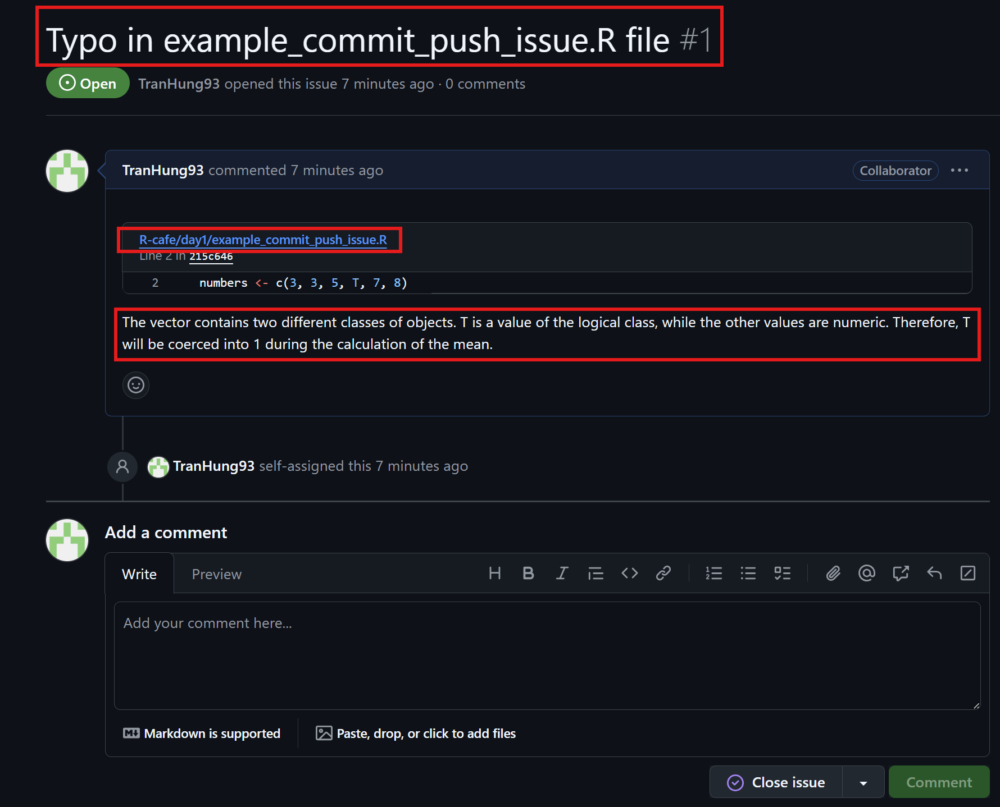 Typo in example_commit_push_issue.R file #1
Open TranHung93 opened this issue 7 minutes ago · 0 comments
TranHung93 commented 7 minutes ago Collaborator ···
R-cafe/day1/example_commit_push_issue.R
Line 2 in 215c646
2 numbers <- c(3, 3, 5, T, 7, 8)
The vector contains two different classes of objects. T is a value of the logical class, while the other values are numeric. Therefore, T
will be coerced into 1 during the calculation of the mean.
TranHung93 self-assigned this 7 minutes ago
Add a comment
Write Preview
Add your comment here...
Markdown is supported Paste, drop, or click to add files
Close issue Comment